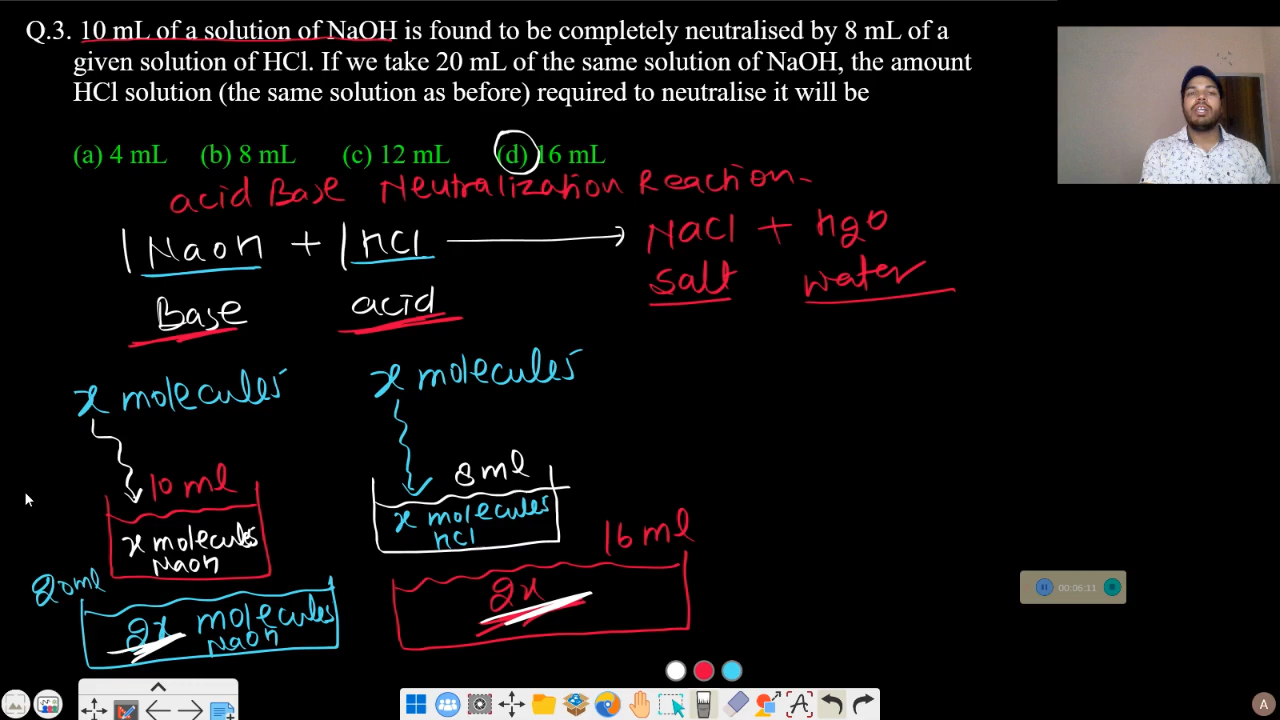 Q.3. 10 mL of a solution of NaOH is found to be completely neutralised by 8 mL of a
given solution of HCl. If we take 20 mL of the same solution of NaOH, the amount
HCl solution (the same solution as before) required to neutralise it will be
(a) 4 mL (b) 8 mL (c) 12 mL (d) 16 mL
acid Base Neutralization Reaction-
1 NaOH + 1 HCl → NaCl + H2O
Base acid salt water
x molecules x molecules
10 ml 8 ml
x molecules NaOH
x molecules HCl
16 ml
20 ml
2x molecules NaOH
2x
00:06:11
A